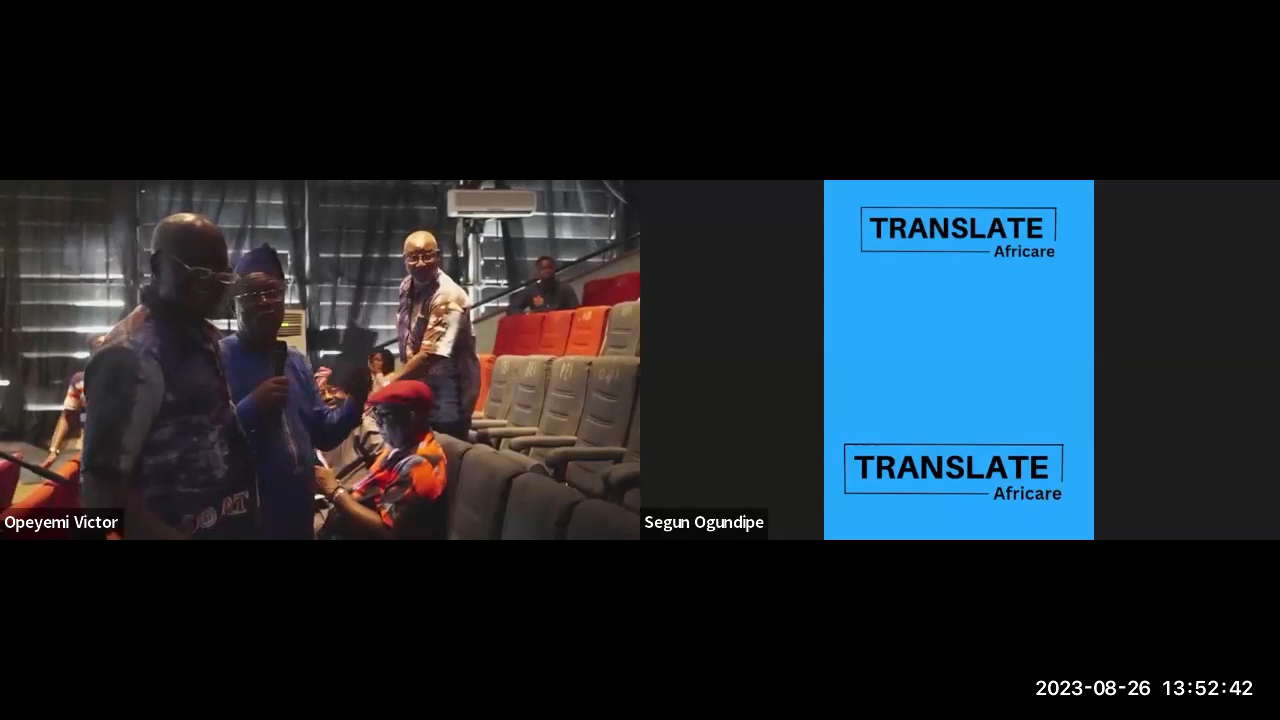 TRANSLATE
Africare
TRANSLATE
Africare
Opeyemi Victor
Segun Ogundipe
2023-08-26 13:52:42